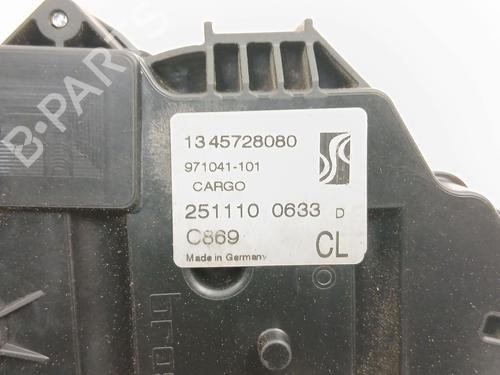 1345728080
971041-101
CARGO
251110 0633 D
C869
CL
Made in Germany
B-PARTS